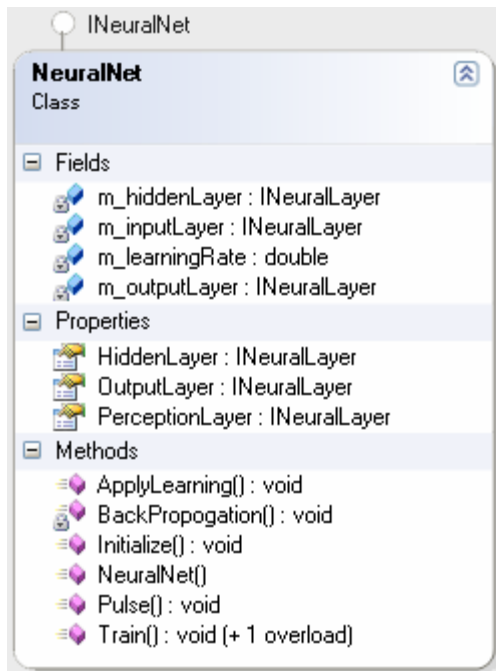 INeuralNet
NeuralNet
Class
Fields
m_hiddenLayer : INeuralLayer
m_inputLayer : INeuralLayer
m_learningRate : double
m_outputLayer : INeuralLayer
Properties
HiddenLayer : INeuralLayer
OutputLayer : INeuralLayer
PerceptionLayer : INeuralLayer
Methods
ApplyLearning() : void
BackPropogation() : void
Initialize() : void
NeuralNet()
Pulse() : void
Train() : void (+ 1 overload)